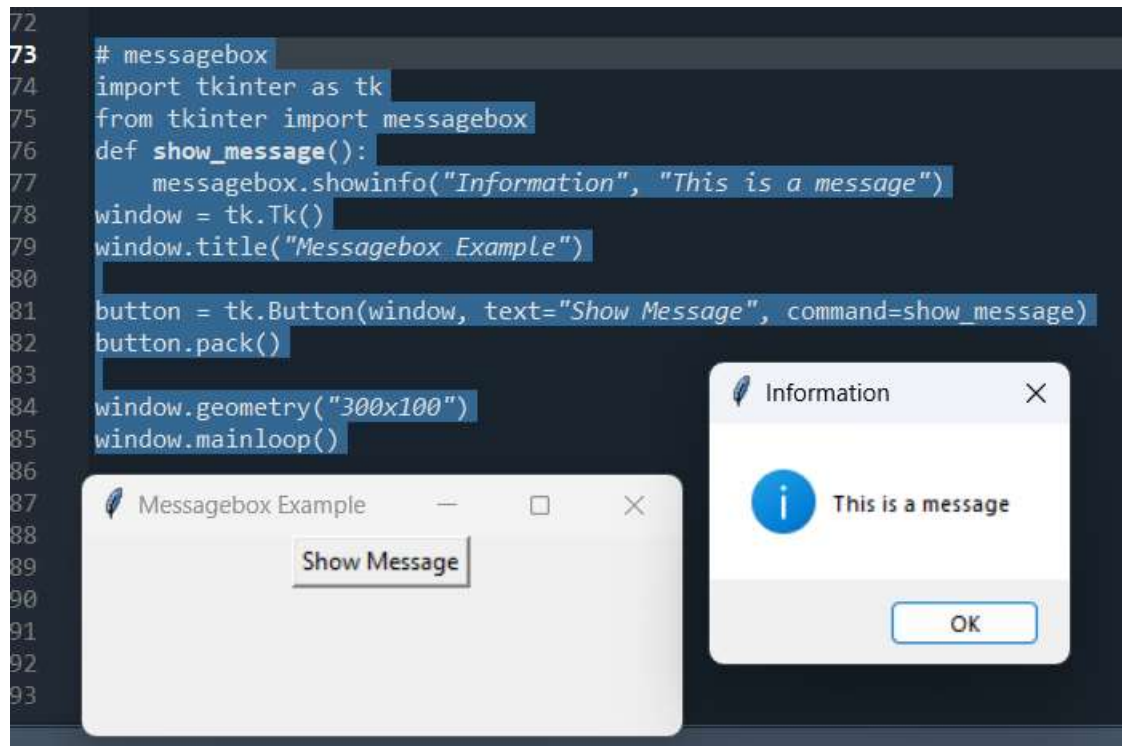 72
73 # messagebox
74 import tkinter as tk
75 from tkinter import messagebox
76 def show_message():
77     messagebox.showinfo("Information", "This is a message")
78 window = tk.Tk()
79 window.title("Messagebox Example")
80
81 button = tk.Button(window, text="Show Message", command=show_message)
82 button.pack()
83
84 window.geometry("300x100")
85 window.mainloop()
86
87
88
89
90
91
92
93
Information
This is a message
OK
Messagebox Example
Show Message